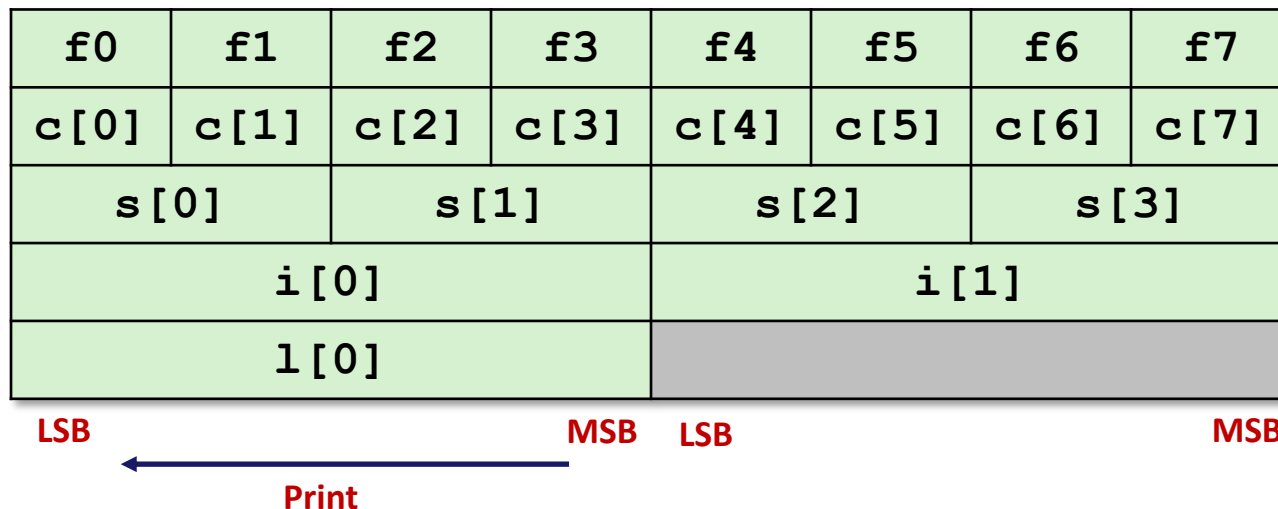 f0 f1 f2 f3 f4 f5 f6 f7
c[0] c[1] c[2] c[3] c[4] c[5] c[6] c[7]
s[0] s[1] s[2] s[3]
i[0] i[1]
l[0]
LSB MSB LSB MSB
Print